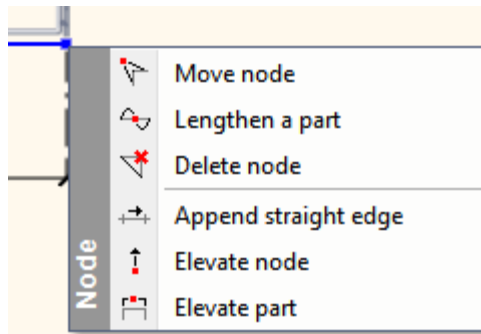 Move node
Lengthen a part
Delete node
Append straight edge
Elevate node
Elevate part
Node